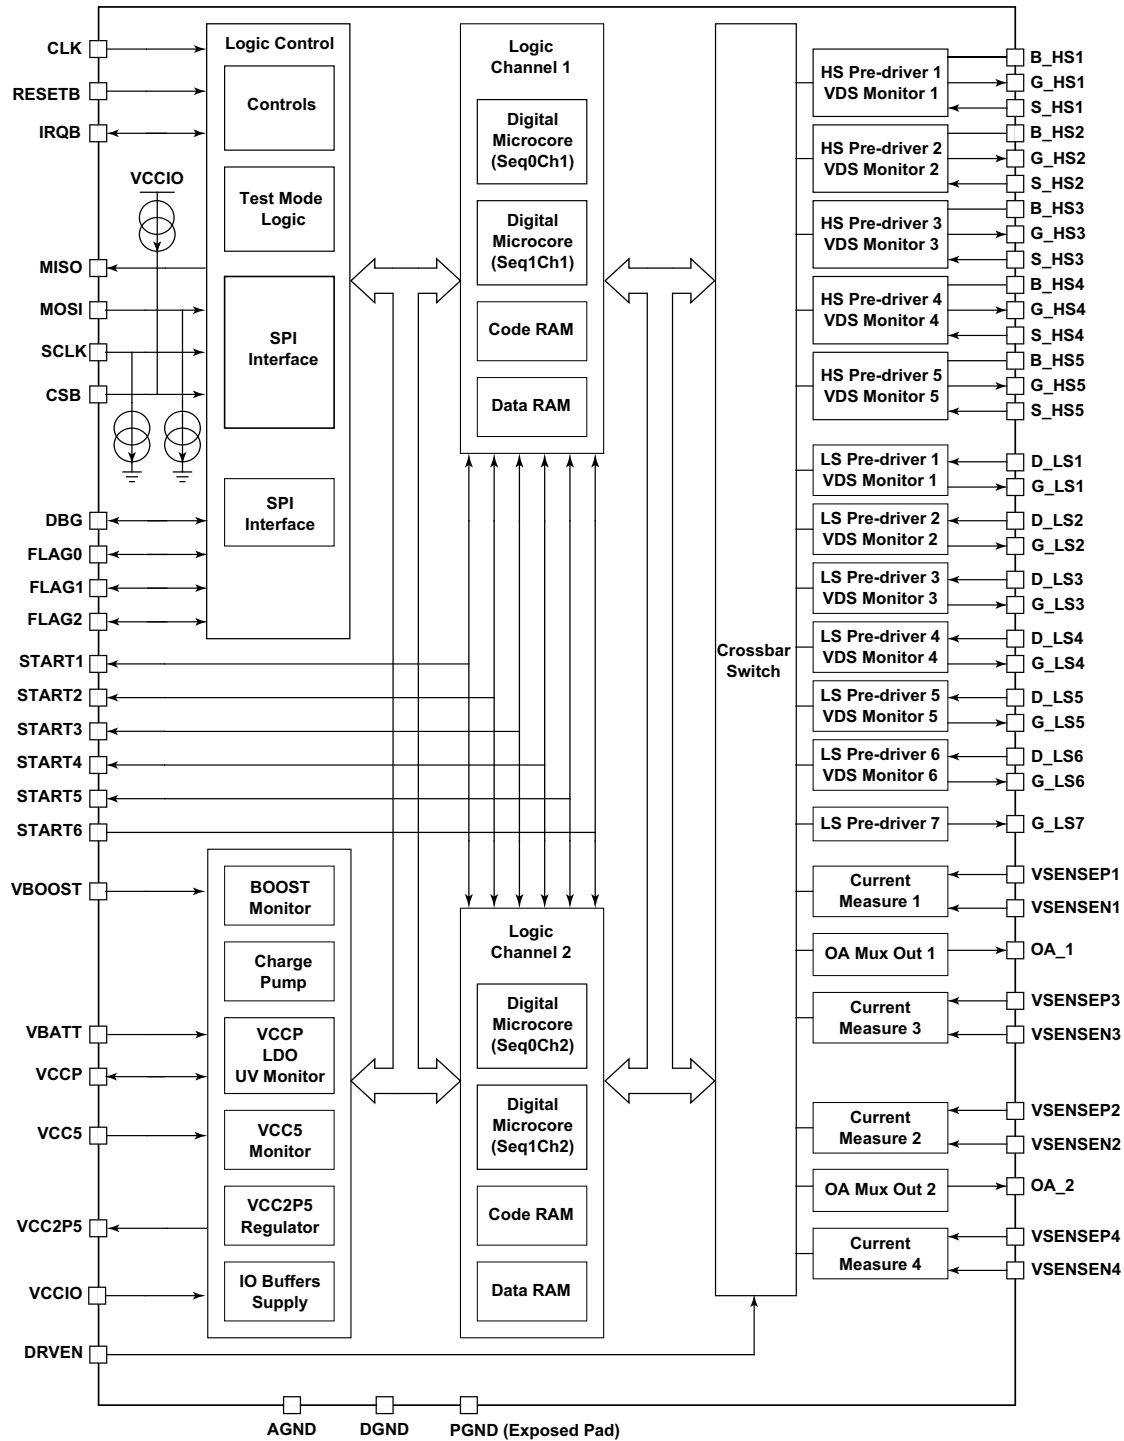 CLK
RESETB
IRQB
VCCIO
MISO
MOSI
SCLK
CSB
DBG
FLAG0
FLAG1
FLAG2
START1
START2
START3
START4
START5
START6
VBOOST
VBATT
VCCP
VCC5
VCC2P5
VCCIO
DRVEN
Logic Control
Controls
Test Mode
Logic
SPI
Interface
SPI
Interface
BOOST
Monitor
Charge
Pump
VCCP
LDO
UV Monitor
VCC5
Monitor
VCC2P5
Regulator
IO Buffers
Supply
Logic
Channel 1
Digital
Microcore
(Seq0Ch1)
Digital
Microcore
(Seq1Ch1)
Code RAM
Data RAM
Logic
Channel 2
Digital
Microcore
(Seq0Ch2)
Digital
Microcore
(Seq1Ch2)
Code RAM
Data RAM
Crossbar
Switch
HS Pre-driver 1
VDS Monitor 1
HS Pre-driver 2
VDS Monitor 2
HS Pre-driver 3
VDS Monitor 3
HS Pre-driver 4
VDS Monitor 4
HS Pre-driver 5
VDS Monitor 5
LS Pre-driver 1
VDS Monitor 1
LS Pre-driver 2
VDS Monitor 2
LS Pre-driver 3
VDS Monitor 3
LS Pre-driver 4
VDS Monitor 4
LS Pre-driver 5
VDS Monitor 5
LS Pre-driver 6
VDS Monitor 6
LS Pre-driver 7
Current
Measure 1
OA Mux Out 1
Current
Measure 3
Current
Measure 2
OA Mux Out 2
Current
Measure 4
B_HS1
G_HS1
S_HS1
B_HS2
G_HS2
S_HS2
B_HS3
G_HS3
S_HS3
B_HS4
G_HS4
S_HS4
B_HS5
G_HS5
S_HS5
D_LS1
G_LS1
D_LS2
G_LS2
D_LS3
G_LS3
D_LS4
G_LS4
D_LS5
G_LS5
D_LS6
G_LS6
G_LS7
VSENSEP1
VSENSEN1
OA_1
VSENSEP3
VSENSEN3
VSENSEP2
VSENSEN2
OA_2
VSENSEP4
VSENSEN4
AGND
DGND
PGND (Exposed Pad)